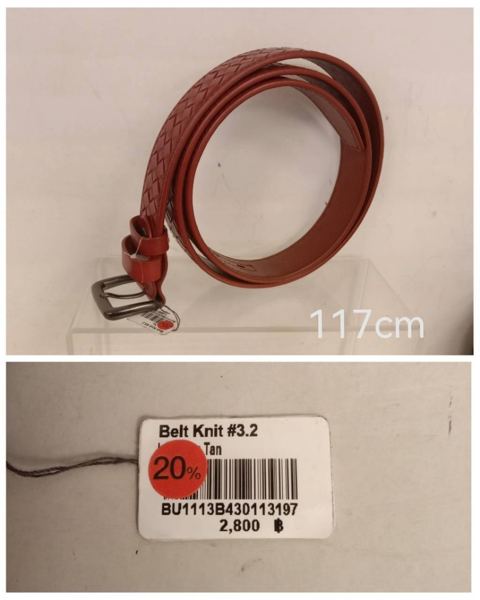 117cm
Belt Knit #3.2
Tan
20%
BU1113B430113197
2,800 ฿